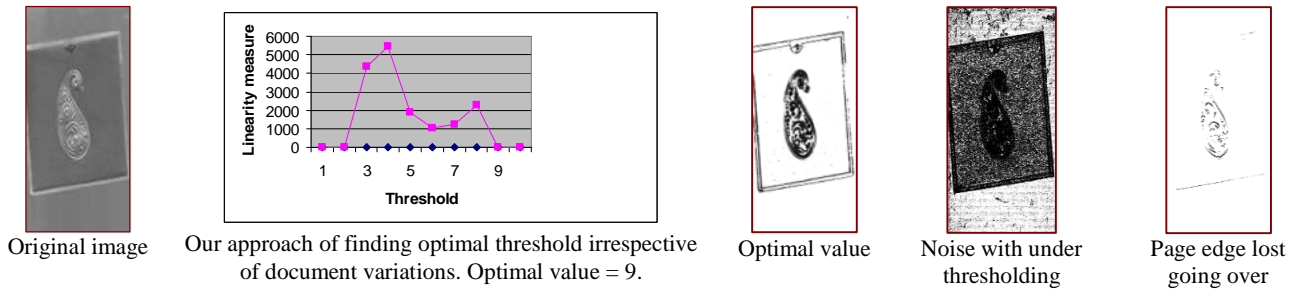 6000
5000
4000
3000
2000
1000
0
Linearity measure
1 3 5 7 9
Threshold
Original image
Our approach of finding optimal threshold irrespective
of document variations. Optimal value = 9.
Optimal value
Noise with under
thresholding
Page edge lost
going over